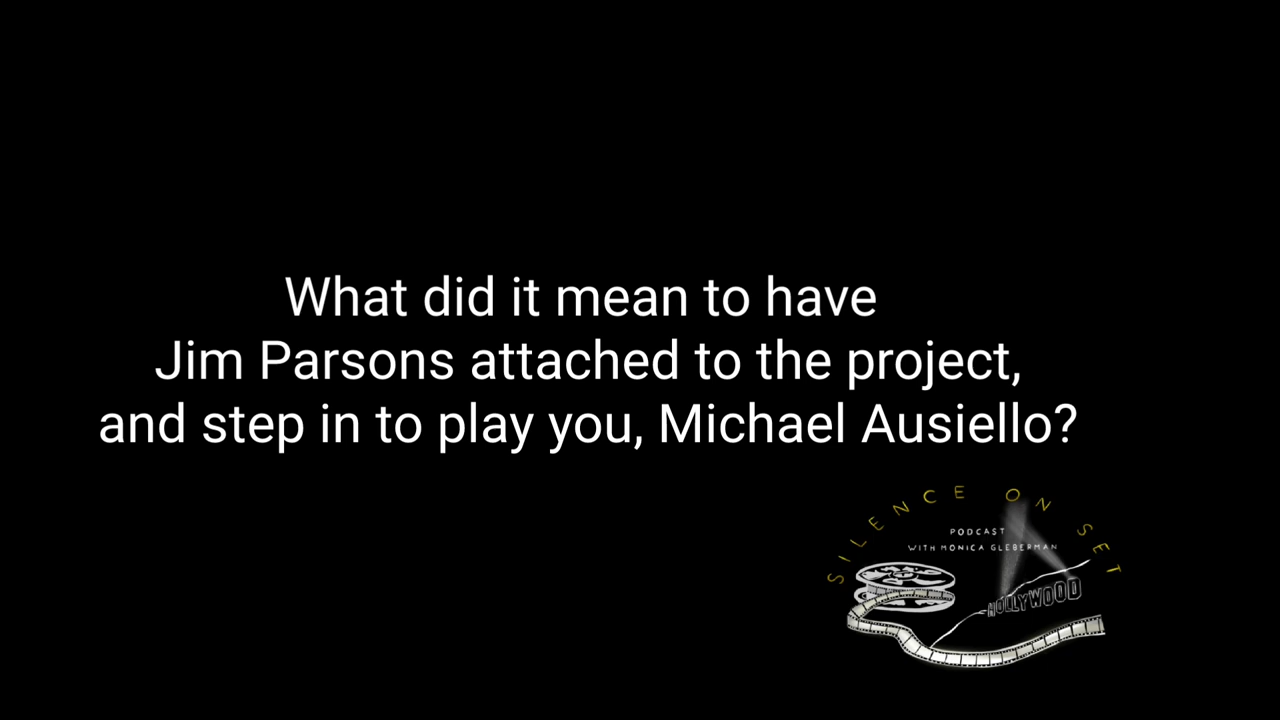 What did it mean to have
Jim Parsons attached to the project,
and step in to play you, Michael Ausiello?
SILENCE ON SET
PODCAST
WITH MONICA GLEBERMAN
HOLLYWOOD